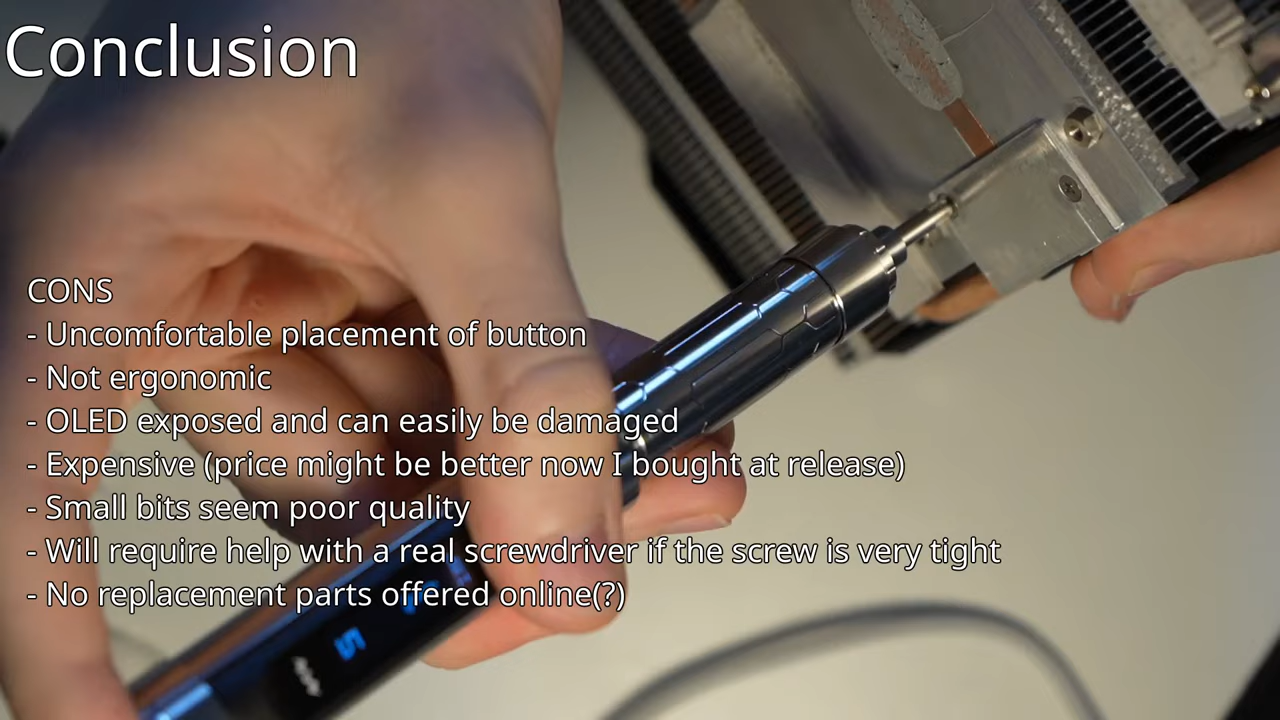 Conclusion
CONS
- Uncomfortable placement of button
- Not ergonomic
- OLED exposed and can easily be damaged
- Expensive (price might be better now I bought at release)
- Small bits seem poor quality
- Will require help with a real screwdriver if the screw is very tight
- No replacement parts offered online(?)
5